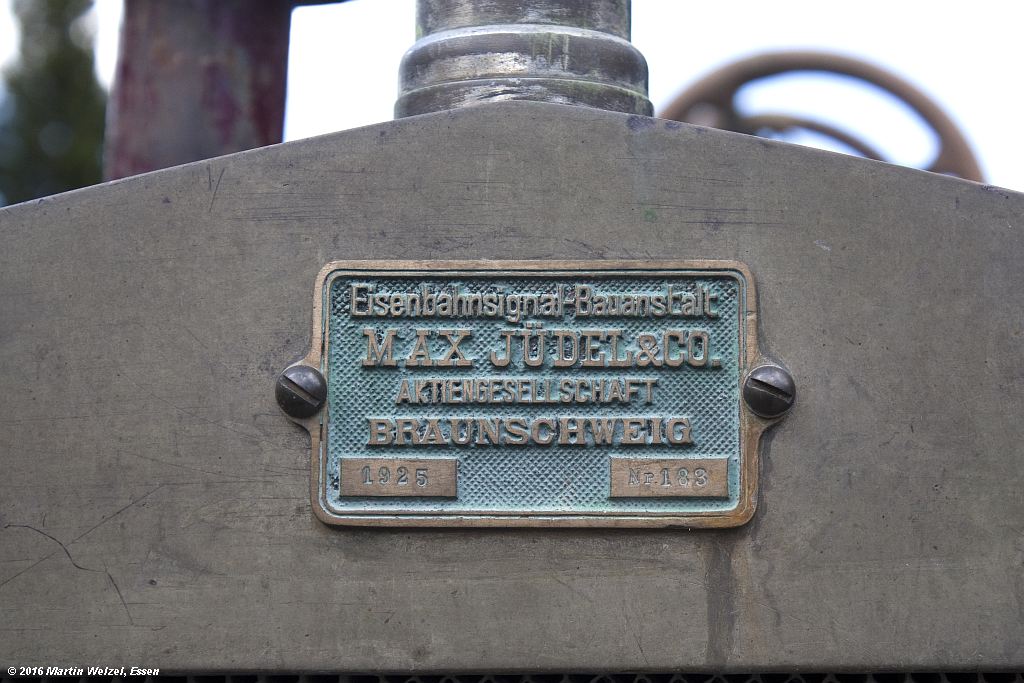 Eisenbahnsignal-Bauanstalt
MAX JÜDEL & CO.
AKTIENGESELLSCHAFT
BRAUNSCHWEIG
1925 Nr. 183
© 2016 Martin Welzel, Essen